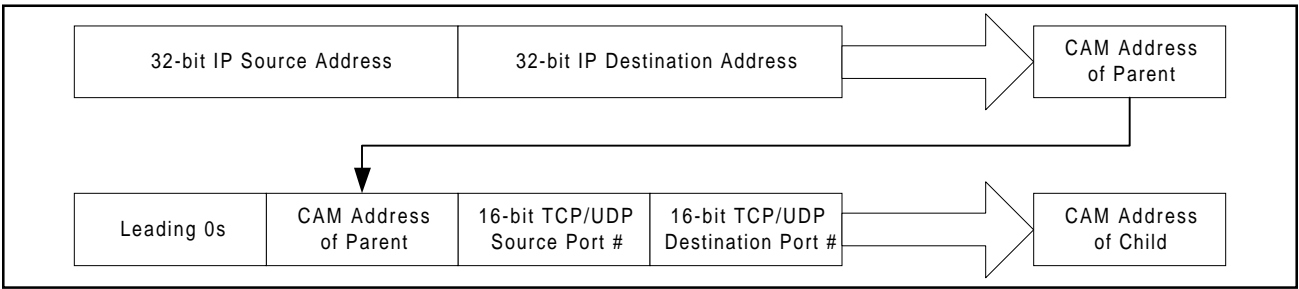 32-bit IP Source Address
32-bit IP Destination Address
CAM Address
of Parent
Leading 0s
CAM Address
of Parent
16-bit TCP/UDP
Source Port #
16-bit TCP/UDP
Destination Port #
CAM Address
of Child